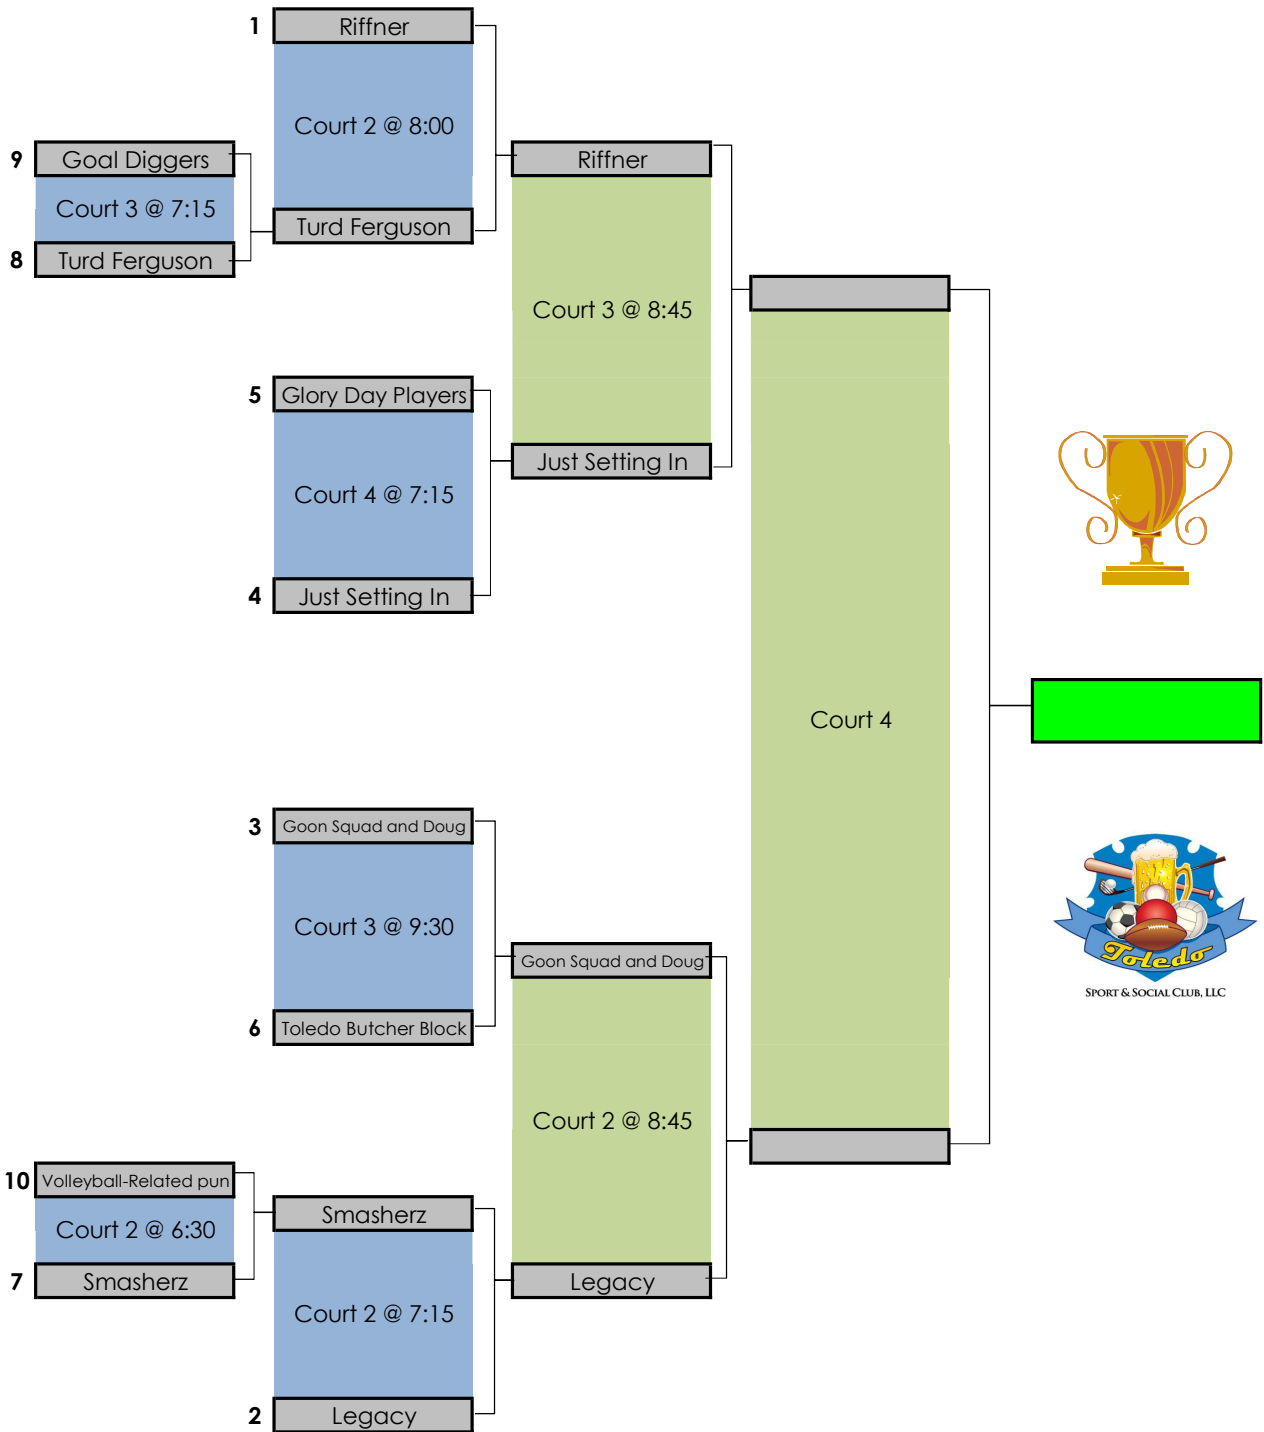 1 Riffner
Court 2 @ 8:00
9 Goal Diggers
Riffner
Court 3 @ 7:15
Turd Ferguson
8 Turd Ferguson
Court 3 @ 8:45
5 Glory Day Players
Just Setting In
Court 4 @ 7:15
4 Just Setting In
Court 4
3 Goon Squad and Doug
Court 3 @ 9:30
Goon Squad and Doug
Toledo
SPORT & SOCIAL CLUB, LLC
6 Toledo Butcher Block
Court 2 @ 8:45
10 Volleyball-Related pun
Smasherz
Court 2 @ 6:30
7 Smasherz
Legacy
Court 2 @ 7:15
2 Legacy